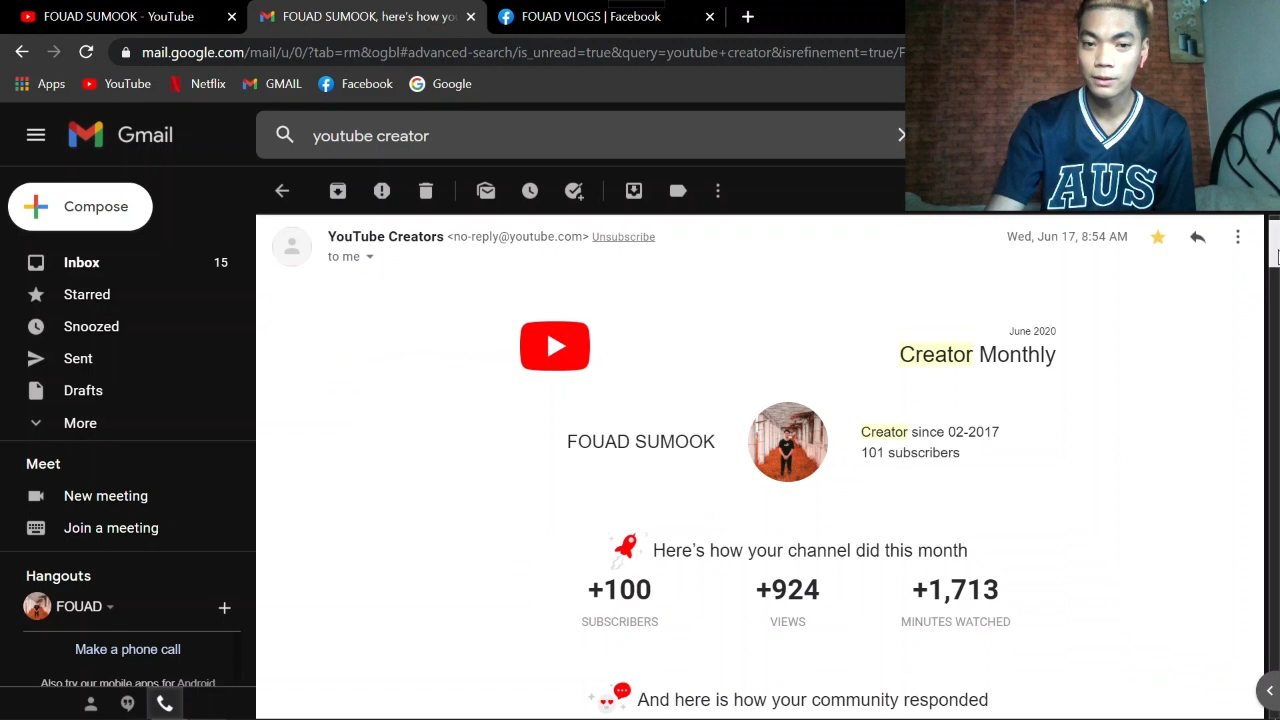 FOUAD SUMOOK - YouTube
FOUAD SUMOOK, here's how yo
FOUAD VLOGS | Facebook
mail.google.com/mail/u/0/?tab=rm&ogbl#advanced-search/is_unread=true&query=youtube+creator&isrefinement=true/F
Apps YouTube Netflix GMAIL Facebook Google
Gmail
youtube creator
AUS
Compose
YouTube Creators <no-reply@youtube.com> Unsubscribe
Wed, Jun 17, 8:54 AM
to me
Inbox 15
Starred
Snoozed
Sent
Drafts
More
Meet
New meeting
Join a meeting
Hangouts
FOUAD
Make a phone call
Also try our mobile apps for Android
June 2020
Creator Monthly
FOUAD SUMOOK
Creator since 02-2017
101 subscribers
Here's how your channel did this month
+100 +924 +1,713
SUBSCRIBERS VIEWS MINUTES WATCHED
And here is how your community responded